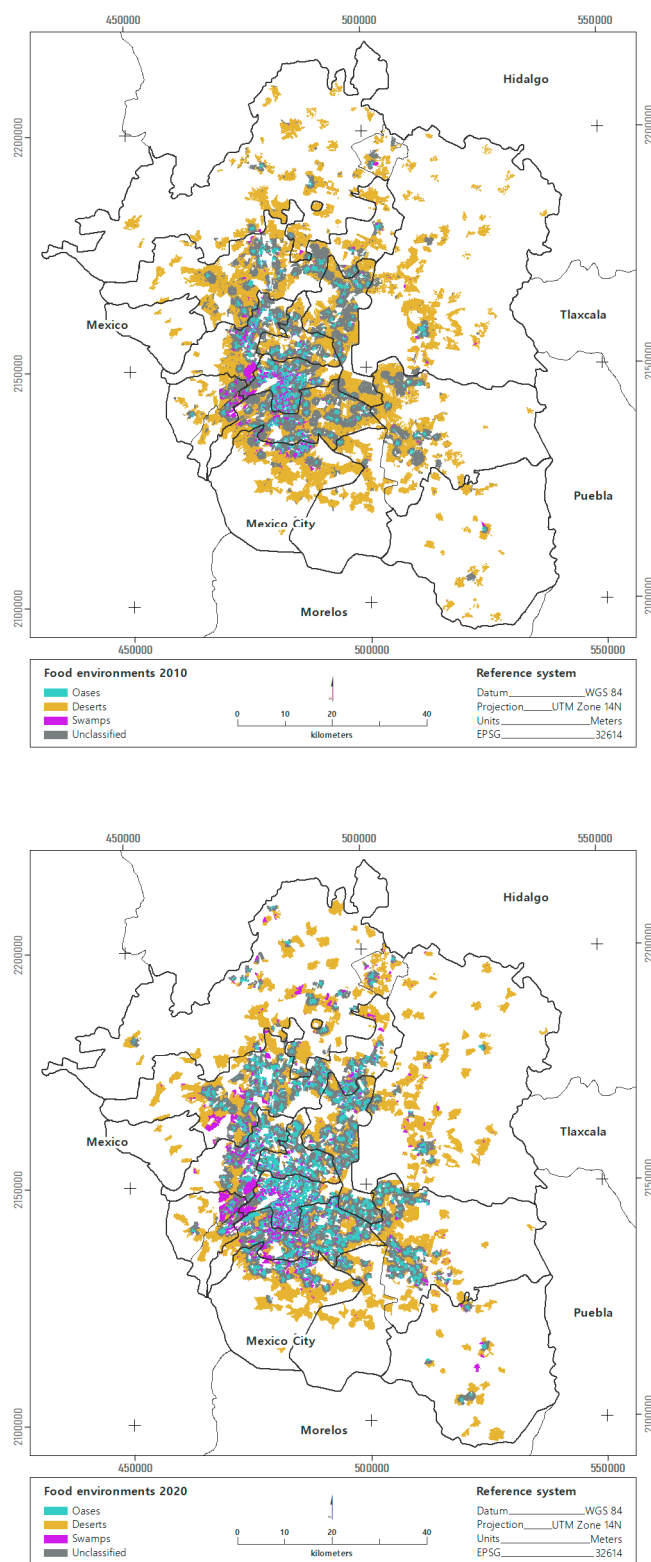 450000 500000 550000
Hidalgo
2200000 2200000
Tlaxcala
Mexico
2150000 2150000
Puebla
Mexico City
2100000 2100000
Morelos
450000 500000 550000
Food environments 2010 Reference system
Oases Datum WGS 84
Deserts Projection UTM Zone 14N
Swamps 0 10 20 40 Units Meters
Unclassified kilometers EPSG 32614
450000 500000 550000
Hidalgo
2200000 2200000
Tlaxcala
Mexico
2150000 2150000
Puebla
Mexico City
2100000 2100000
Morelos
450000 500000 550000
Food environments 2020 Reference system
Oases Datum WGS 84
Deserts Projection UTM Zone 14N
Swamps 0 10 20 40 Units Meters
Unclassified kilometers EPSG 32614